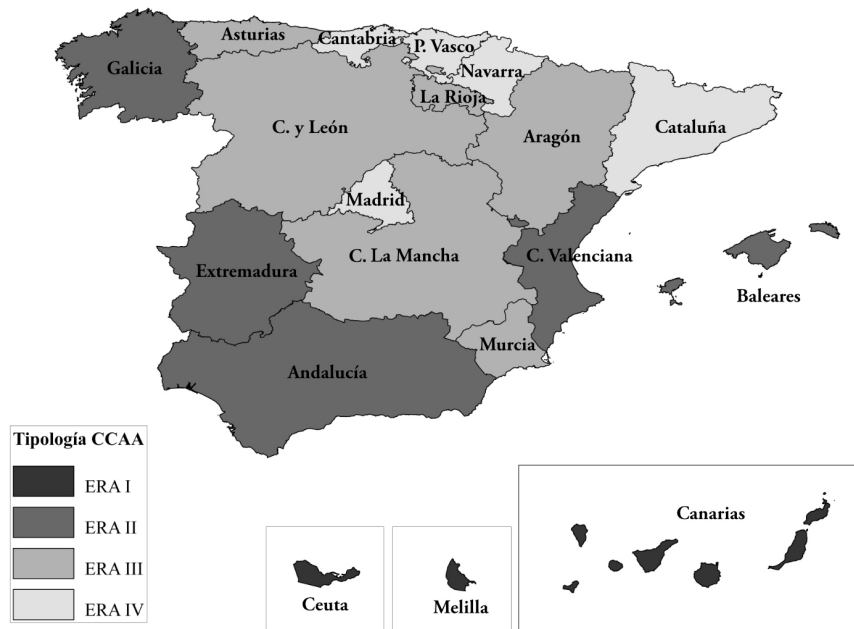 Asturias
Cantabria
P. Vasco
Galicia
Navarra
La Rioja
C. y León
Aragón
Cataluña
Madrid
C. La Mancha
C. Valenciana
Extremadura
Baleares
Murcia
Andalucía
Tipología CCAA
ERA I
ERA II
ERA III
ERA IV
Ceuta
Melilla
Canarias